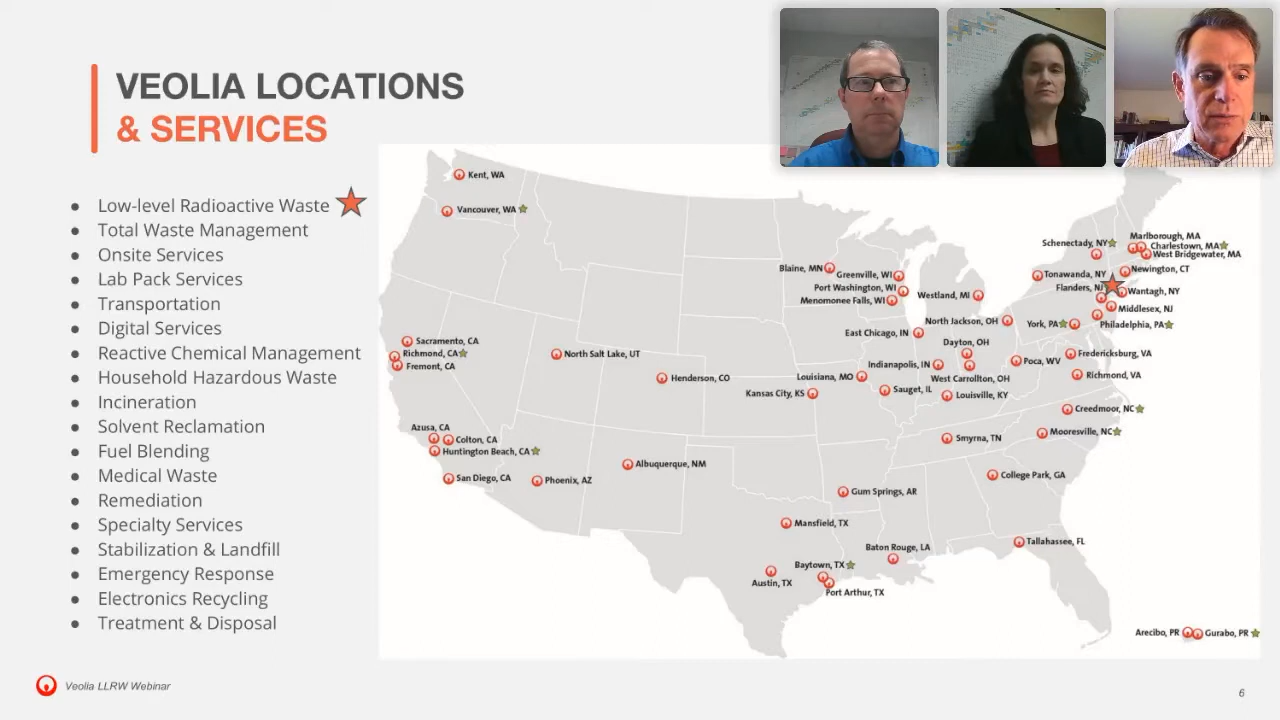 VEOLIA LOCATIONS
& SERVICES
Low-level Radioactive Waste
Total Waste Management
Onsite Services
Lab Pack Services
Transportation
Digital Services
Reactive Chemical Management
Household Hazardous Waste
Incineration
Solvent Reclamation
Fuel Blending
Medical Waste
Remediation
Specialty Services
Stabilization & Landfill
Emergency Response
Electronics Recycling
Treatment & Disposal
Kent, WA
Vancouver, WA
Sacramento, CA
Richmond, CA
Fremont, CA
Azusa, CA
Colton, CA
Huntington Beach, CA
San Diego, CA
Phoenix, AZ
North Salt Lake, UT
Henderson, CO
Albuquerque, NM
Blaine, MN
Greenville, WI
Port Washington, WI
Menomonee Falls, WI
Westland, MI
North Jackson, OH
East Chicago, IN
Dayton, OH
Indianapolis, IN
West Carrollton, OH
Louisiana, MO
Kansas City, KS
Sauget, IL
Louisville, KY
Smyrna, TN
Gum Springs, AR
Mansfield, TX
Austin, TX
Baytown, TX
Port Arthur, TX
Baton Rouge, LA
Schenectady, NY
Marlborough, MA
Charlestown, MA
West Bridgewater, MA
Tonawanda, NY
Newington, CT
Flanders, NJ
Wantagh, NY
Middlesex, NJ
York, PA
Philadelphia, PA
Poca, WV
Fredericksburg, VA
Richmond, VA
Creedmoor, NC
Mooresville, NC
College Park, GA
Tallahassee, FL
Arecibo, PR
Gurabo, PR
Veolia LLRW Webinar
6